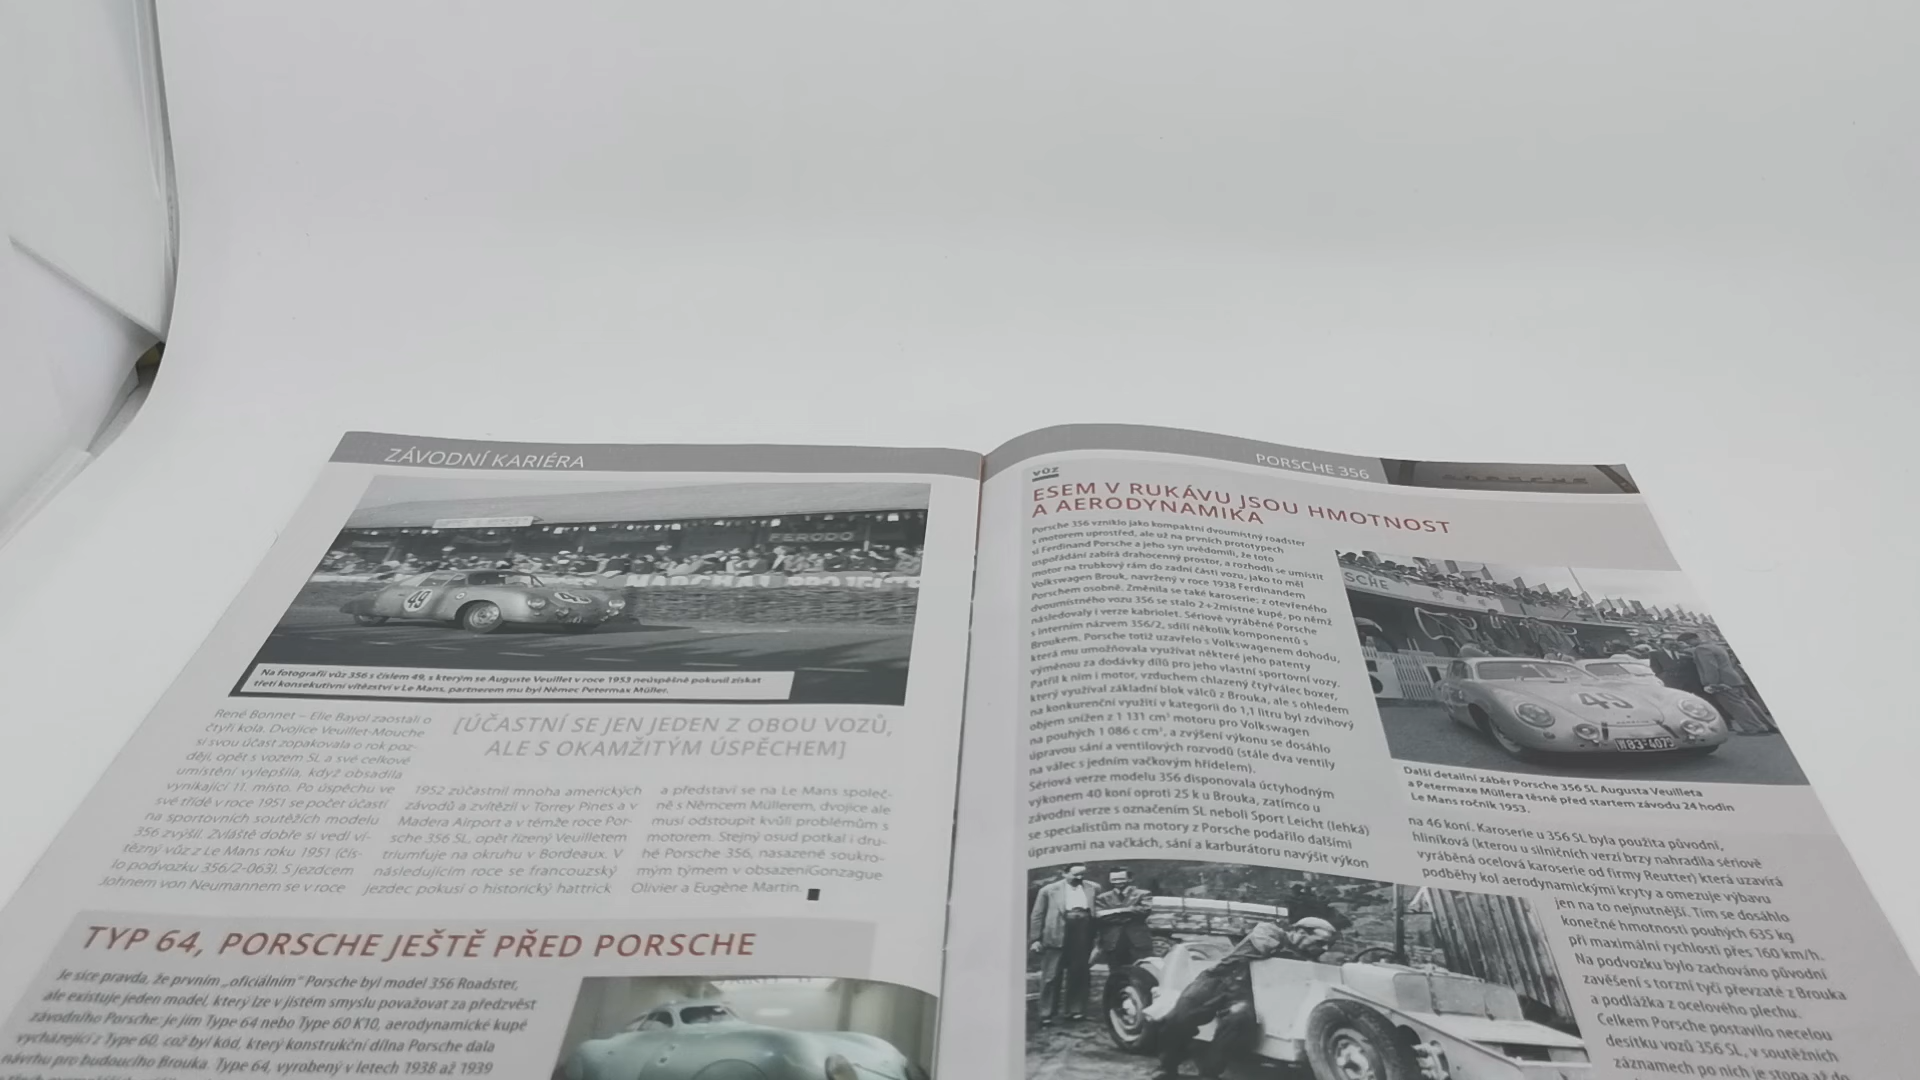 ZÁVODNÍ KARIÉRA
FERODO
49
Na fotografii vůz 356 s číslem 49, s kterým se Auguste Veuillet v roce 1953 neúspěšně pokusil získat
třetí konsekutivní vítězství v Le Mans, partnerem mu byl Němec Petermax Müller.
René Bonnet – Elie Bayol zaostali o
čtyři kola. Dvojice Veuillet-Mouche
si svou účast zopakovala o rok poz-
ději, opět s vozem SL a své celkové
umístění vylepšila, když obsadila
vynikající 11. místo. Po úspěchu ve
své třídě v roce 1951 se počet účastí
na sportovních soutěžích modelu
356 zvýšil. Zvláště dobře si vedl ví-
tězný vůz z Le Mans roku 1951 (čís-
lo podvozku 356/2-063). S jezdcem
Johnem von Neumannem se v roce
[ÚČASTNÍ SE JEN JEDEN Z OBOU VOZŮ,
ALE S OKAMŽITÝM ÚSPĚCHEM]
1952 zúčastnil mnoha amerických
závodů a zvítězil v Torrey Pines a v
Madera Airport a v témže roce Por-
sche 356 SL, opět řízený Veuilletem
triumfuje na okruhu v Bordeaux. V
následujícím roce se francouzský
jezdec pokusí o historický hattrick
a představí se na Le Mans společ-
ně s Němcem Müllerem, dvojice ale
musí odstoupit kvůli problémům s
motorem. Stejný osud potkal i dru-
hé Porsche 356, nasazené soukro-
mým týmem v obsazeníGonzague
Olivier a Eugène Martin.
TYP 64, PORSCHE JEŠTĚ PŘED PORSCHE
Je sice pravda, že prvním „oficiálním“ Porsche byl model 356 Roadster,
ale existuje jeden model, který lze v jistém smyslu považovat za předzvěst
závodního Porsche: je jím Type 64 nebo Type 60 K10, aerodynamické kupé
vycházející z Type 60, což byl kód, který konstrukční dílna Porsche dala
návrhu pro budoucího Brouka. Type 64, vyrobený v letech 1938 až 1939
PORSCHE 356
VŮZ
ESEM V RUKÁVU JSOU HMOTNOST
A AERODYNAMIKA
Porsche 356 vzniklo jako kompaktní dvoumístný roadster
s motorem uprostřed, ale už na prvních prototypech
si Ferdinand Porsche a jeho syn uvědomili, že toto
uspořádání zabírá drahocenný prostor, a rozhodli se umístit
motor na trubkový rám do zadní části vozu, jako to měl
Volkswagen Brouk, navržený v roce 1938 Ferdinandem
Porschem osobně. Změnila se také karoserie: z otevřeného
dvoumístného vozu 356 se stalo 2+2místné kupé, po němž
následovaly i verze kabriolet. Sériově vyráběné Porsche
s interním názvem 356/2, sdílí několik komponentů s
Broukem. Porsche totiž uzavřelo s Volkswagenem dohodu,
která mu umožňovala využívat některé jeho patenty
výměnou za dodávky dílů pro jeho vlastní sportovní vozy.
Patřil k nim i motor, vzduchem chlazený čtyřválec boxer,
který využíval základní blok válců z Brouka, ale s ohledem
na konkurenční využití v kategorii do 1,1 litru byl zdvihový
objem snížen z 1 131 cm³ motoru pro Volkswagen
na pouhých 1 086 c cm³, a zvýšení výkonu se dosáhlo
úpravou sání a ventilových rozvodů (stále dva ventily
na válec s jedním vačkovým hřídelem).
Sériová verze modelu 356 disponovala úctyhodným
výkonem 40 koní oproti 25 k u Brouka, zatímco u
závodní verze s označením SL neboli Sport Leicht (lehká)
se specialistům na motory z Porsche podařilo dalšími
úpravami na vačkách, sání a karburátoru navýšit výkon
SCHE
49
W83-4073
Další detailní záběr Porsche 356 SL Augusta Veuilleta
a Petermaxe Müllera těsně před startem závodu 24 hodin
Le Mans ročník 1953.
na 46 koní. Karoserie u 356 SL byla použita původní,
hliníková (kterou u silničních verzí brzy nahradila sériově
vyráběná ocelová karoserie od firmy Reutter) která uzavírá
podběhy kol aerodynamickými kryty a omezuje výbavu
jen na to nejnutnější. Tím se dosáhlo
konečné hmotnosti pouhých 635 kg
při maximální rychlosti přes 160 km/h.
Na podvozku bylo zachováno původní
zavěšení s torzní tyčí převzaté z Brouka
a podlážka z ocelového plechu.
Celkem Porsche postavilo necelou
desítku vozů 356 SL, v soutěžních
záznamech po nich je stopa až do